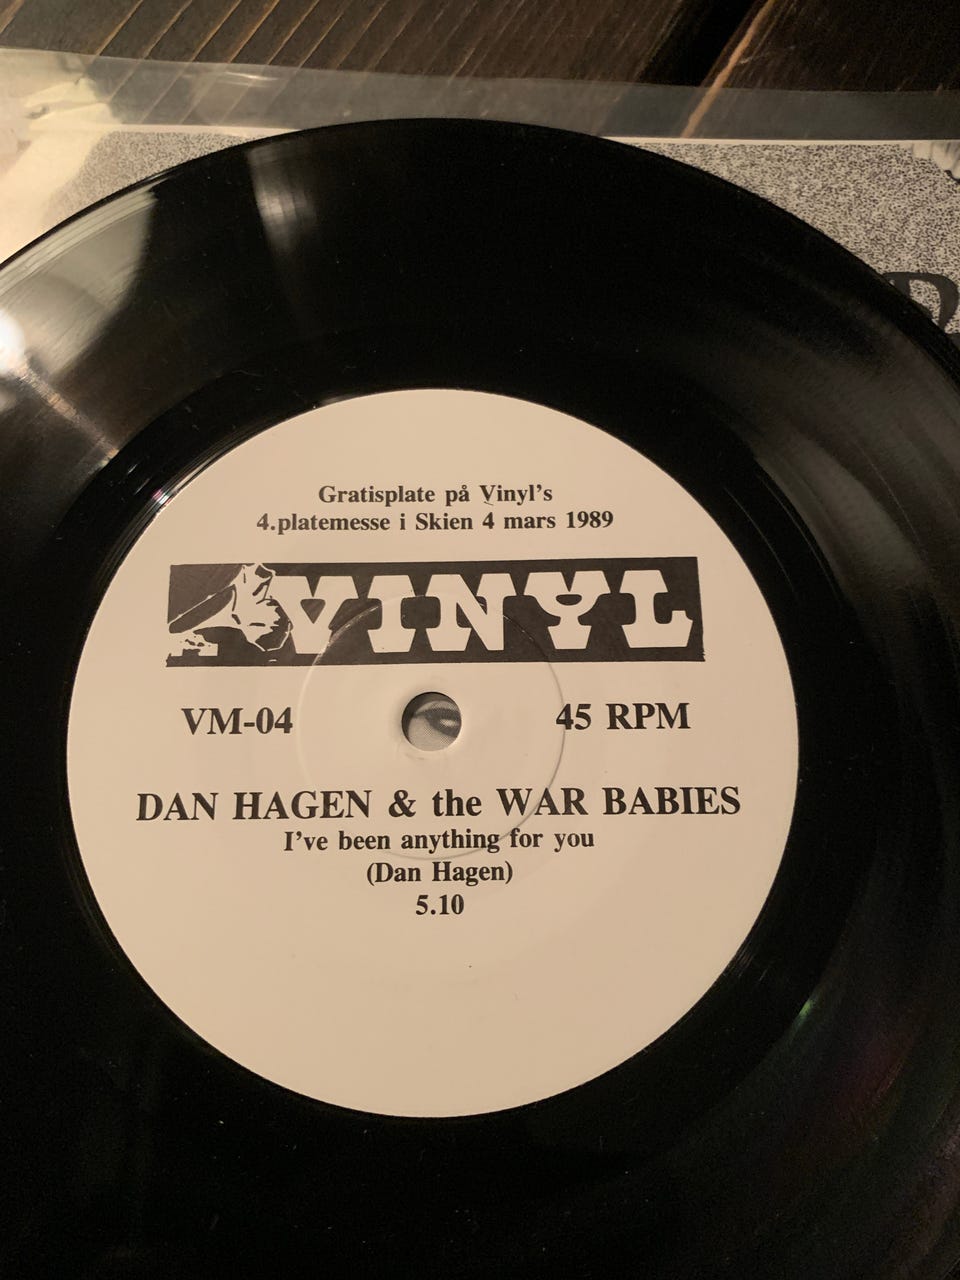 Gratisplate på Vinyl's
4.platemesse i Skien 4 mars 1989
VINYL
VM-04
45 RPM
DAN HAGEN & the WAR BABIES
I've been anything for you
(Dan Hagen)
5.10